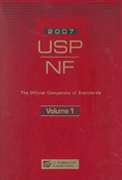 2007
USP
NF
The Official Compendia of Standards
Volume 1